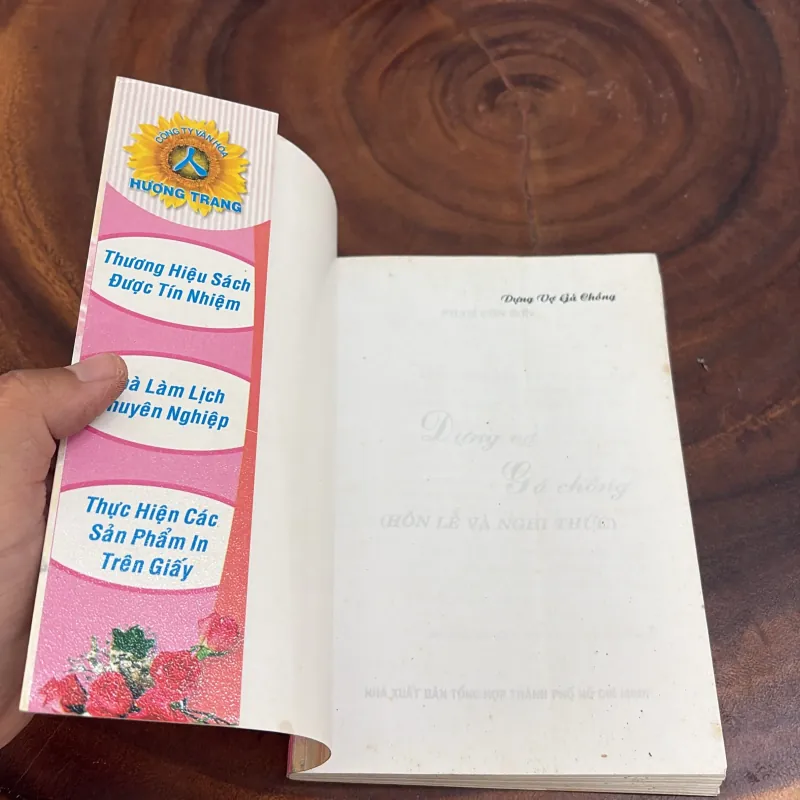 CÔNG TY VĂN HÓA
HƯƠNG TRANG
Thương Hiệu Sách
Được Tín Nhiệm
Làm Lịch
huyên Nghiệp
Thực Hiện Các
Sản Phẩm In
Trên Giấy
Dựng Vợ Gả Chồng
Dựng vợ
Gả chồng
(HÔN LỄ VÀ NGHI THỨC)
NHÀ XUẤT BẢN TỔNG HỢP THÀNH PHỐ HỒ CHÍ MINH